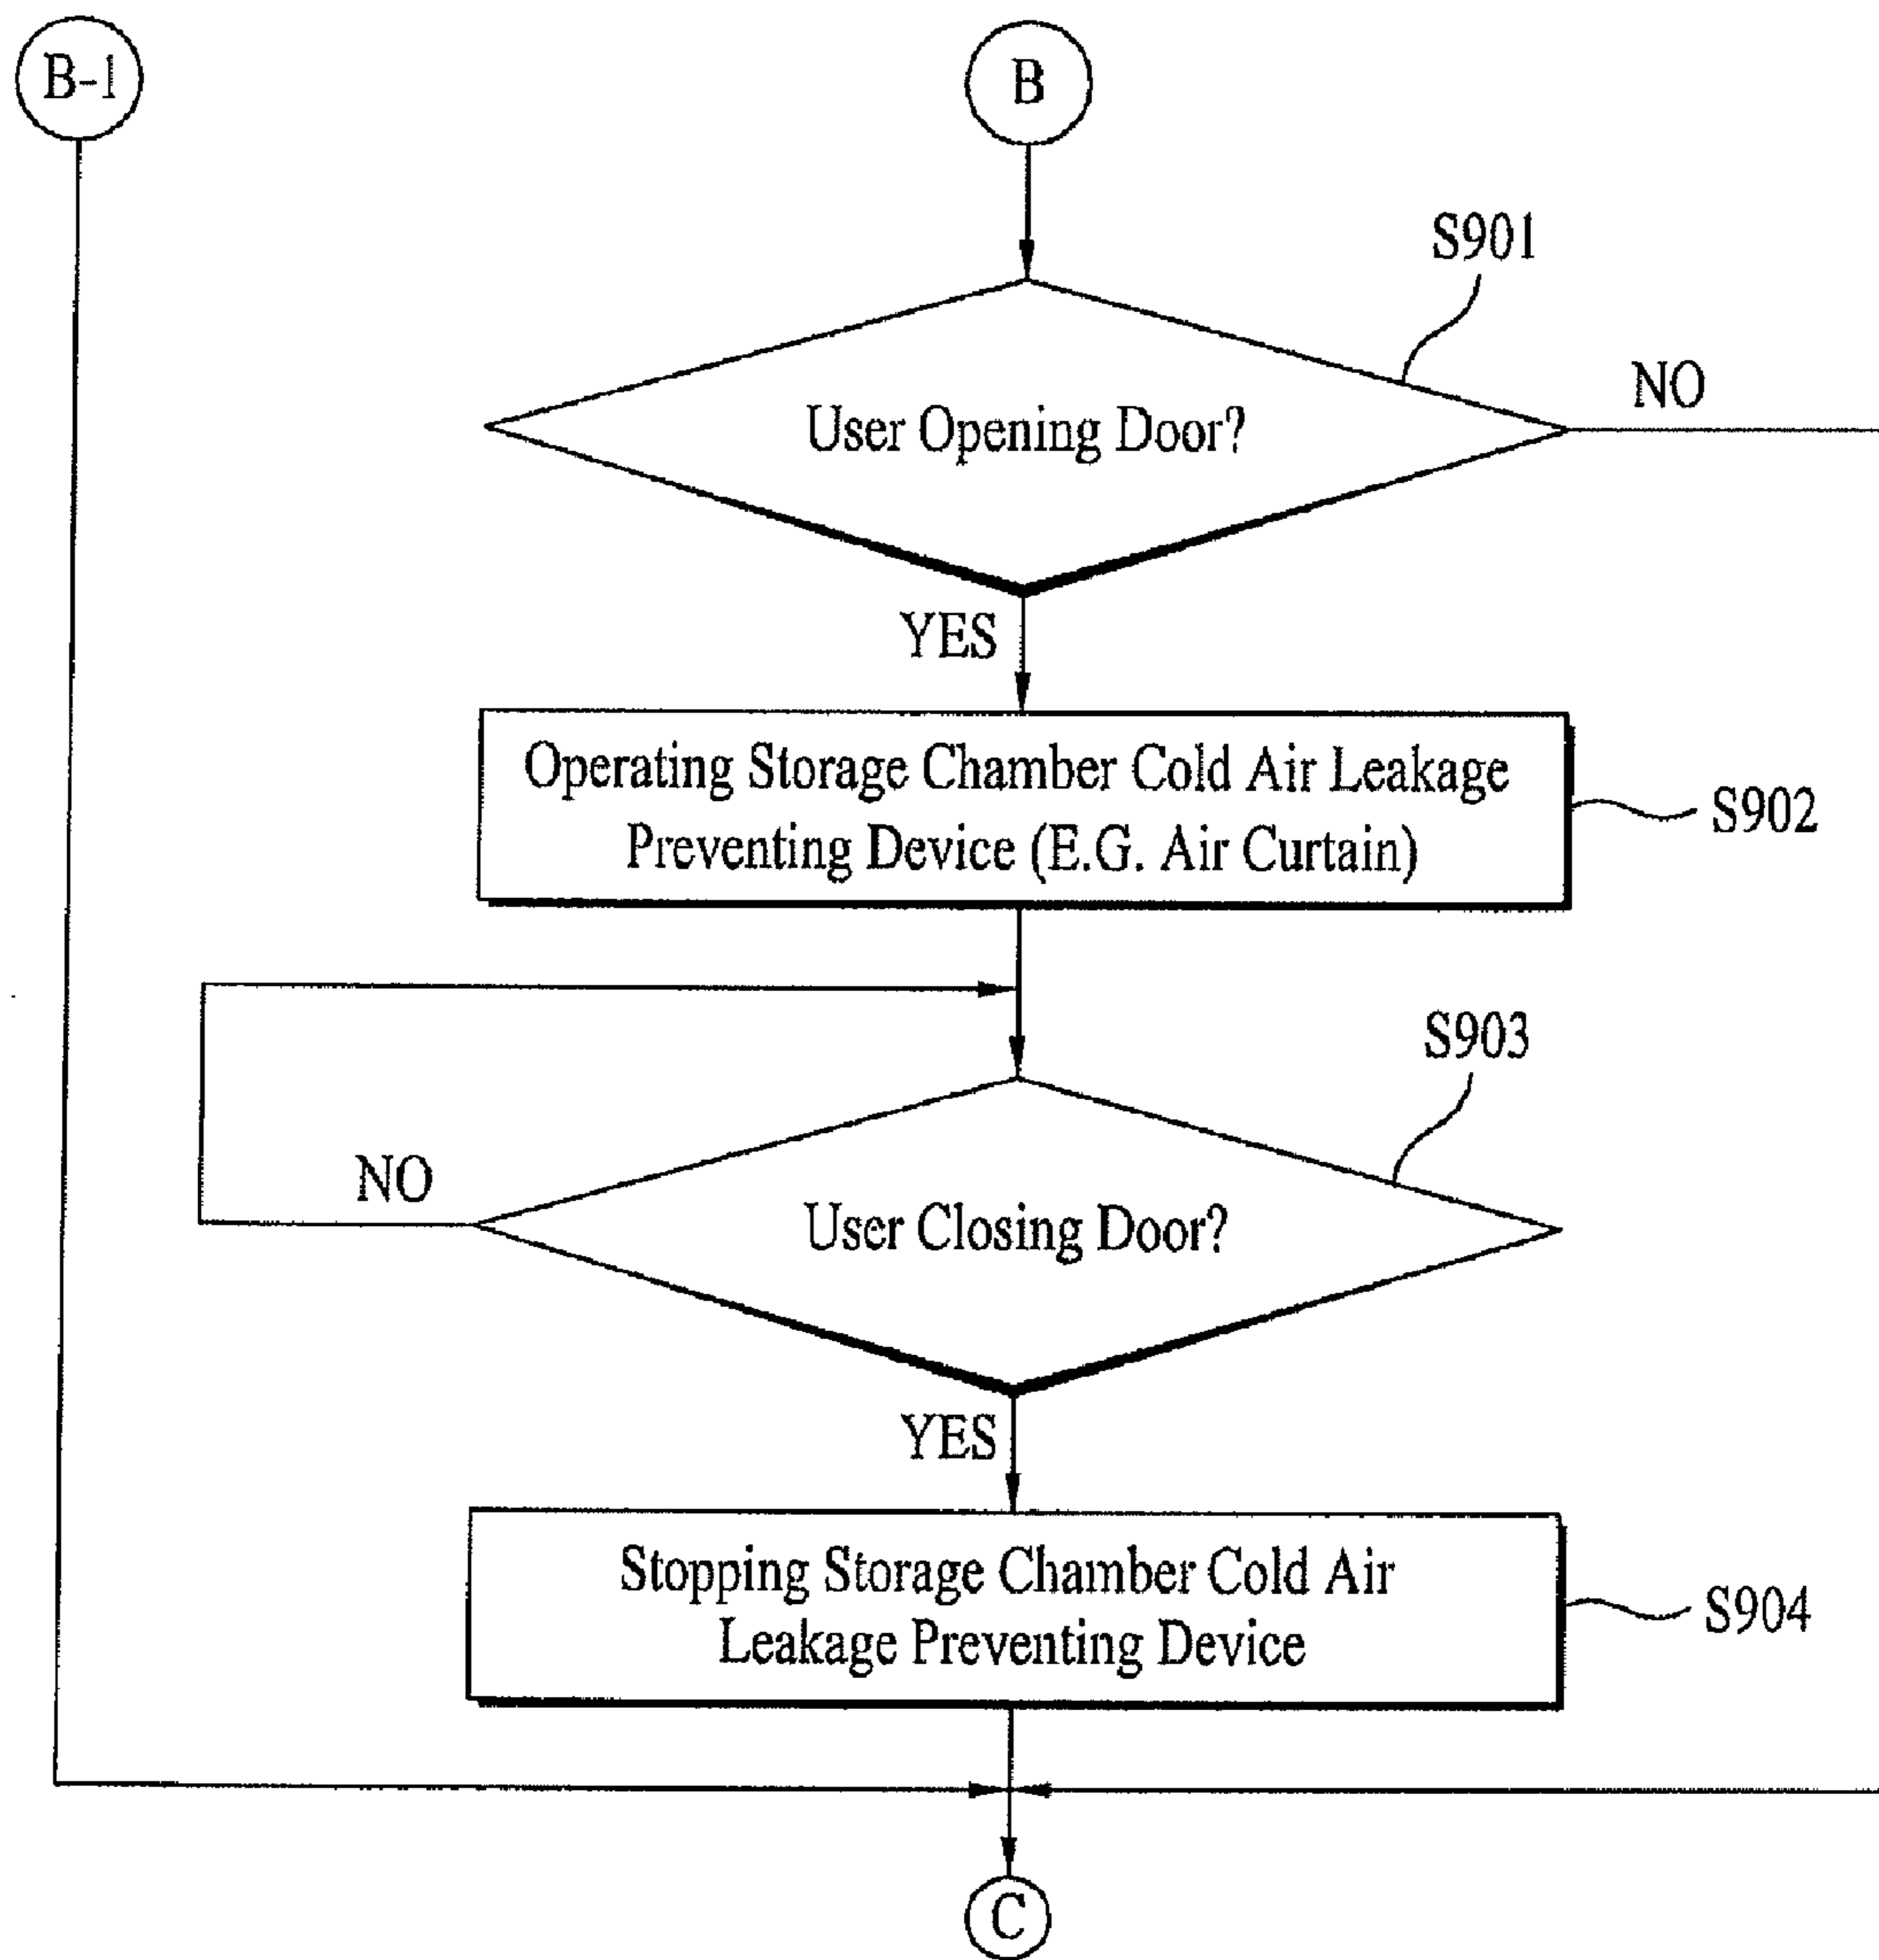 B-1
B
S901
NO
User Opening Door?
YES
Operating Storage Chamber Cold Air Leakage
Preventing Device (E.G. Air Curtain)
S902
S903
NO
User Closing Door?
YES
Stopping Storage Chamber Cold Air
Leakage Preventing Device
S904
C